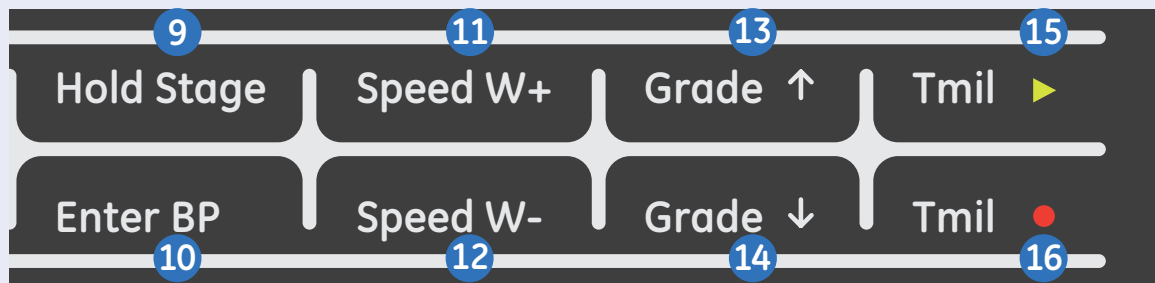 9 11 13 15
Hold Stage Speed W+ Grade ↑ Tmil ▶
Enter BP Speed W- Grade ↓ Tmil ●
10 12 14 16